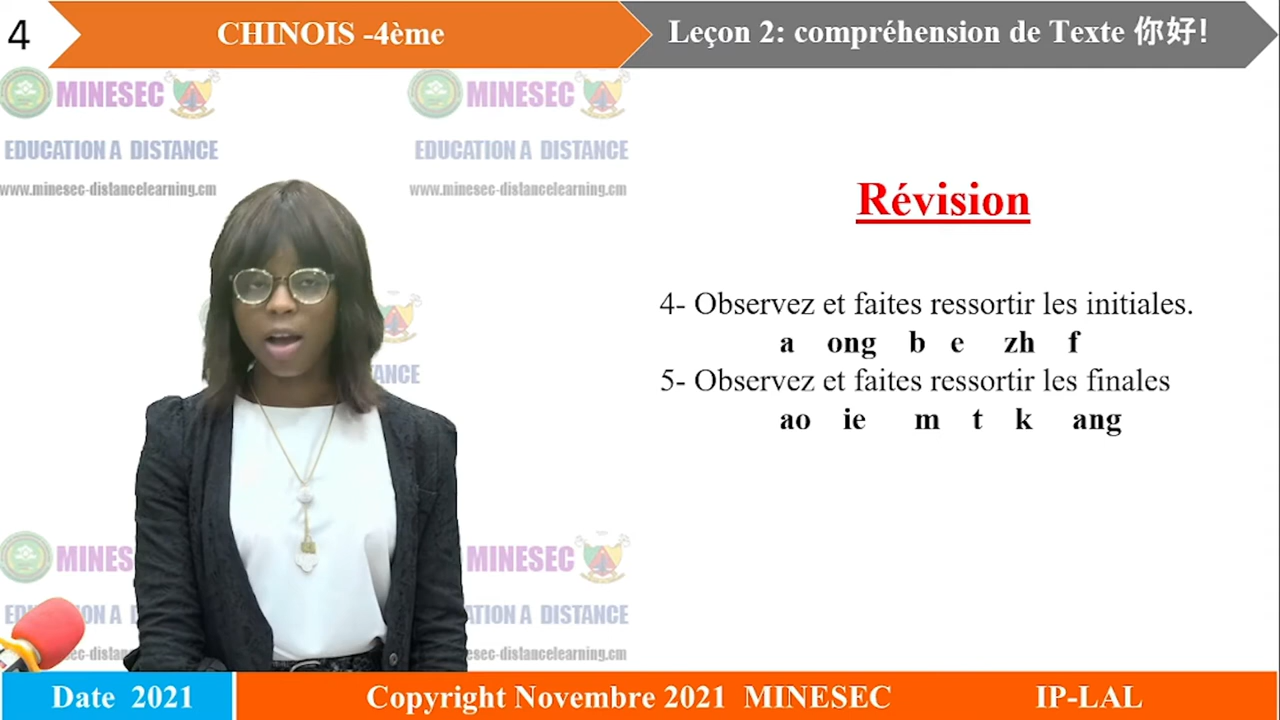 4
CHINOIS -4ème
Leçon 2: compréhension de Texte 你好!
MINESEC
MINESEC
EDUCATION A DISTANCE
EDUCATION A DISTANCE
www.minesec-distancelearning.cm
www.minesec-distancelearning.cm
Révision
4- Observez et faites ressortir les initiales.
a ong b e zh f
5- Observez et faites ressortir les finales
ao ie m t k ang
MINESEC
DISTANCE
Date 2021
Copyright Novembre 2021 MINESEC
IP-LAL